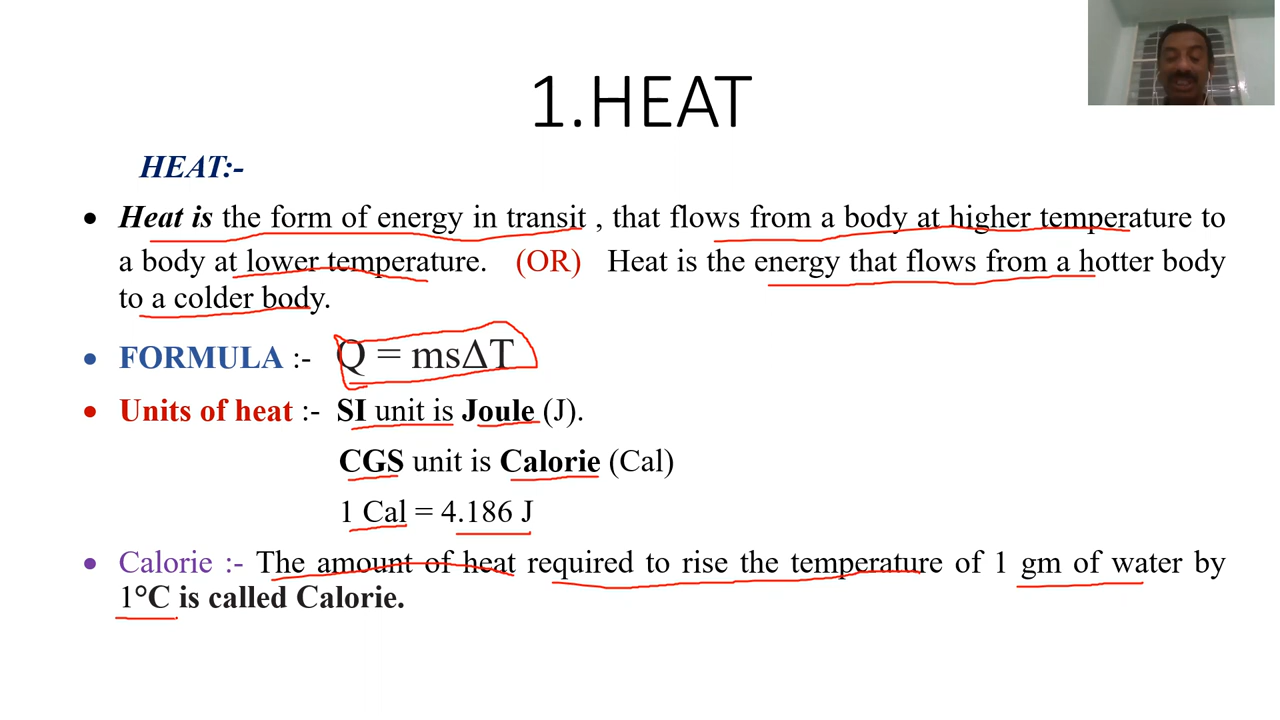 1.HEAT
HEAT:-
• Heat is the form of energy in transit , that flows from a body at higher temperature to
a body at lower temperature. (OR) Heat is the energy that flows from a hotter body
to a colder body.
• FORMULA :- Q = msΔT
• Units of heat :- SI unit is Joule (J).
CGS unit is Calorie (Cal)
1 Cal = 4.186 J
• Calorie :- The amount of heat required to rise the temperature of 1 gm of water by
1°C is called Calorie.